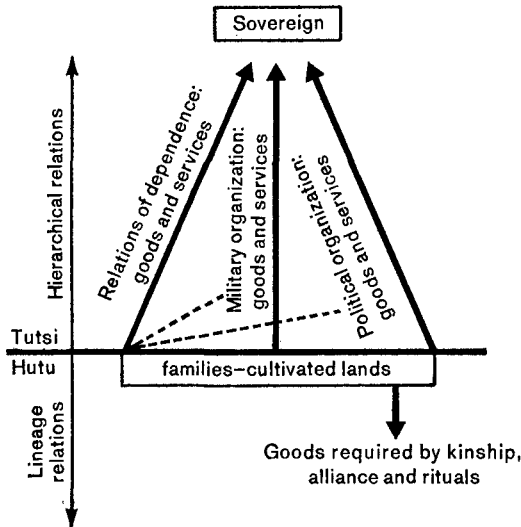 Sovereign
Hierarchical relations
Relations of dependence:
goods and services
Military organization:
goods and services
Political organization:
goods and services
Tutsi
Hutu
families–cultivated lands
Lineage
relations
Goods required by kinship,
alliance and rituals